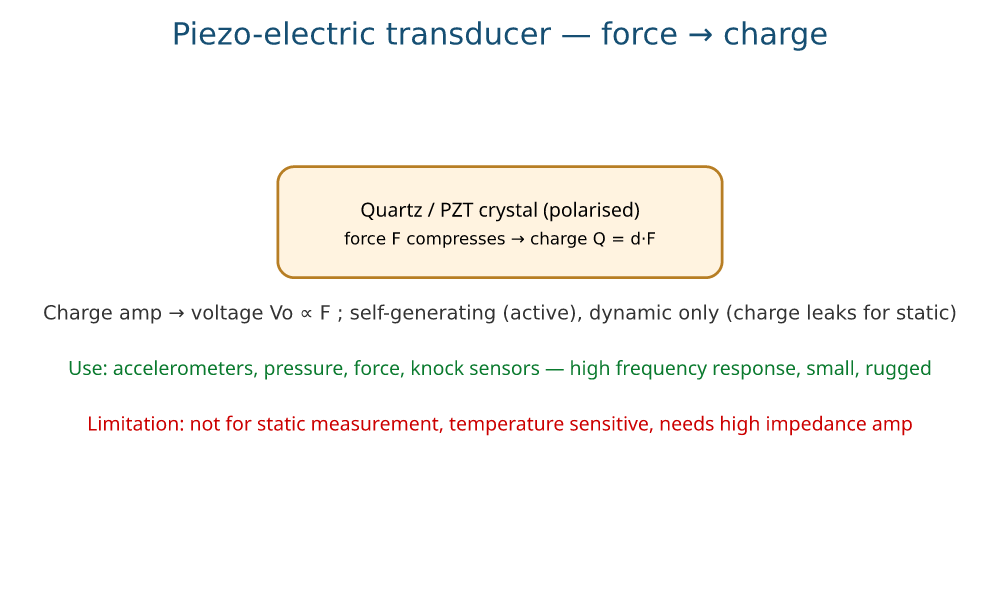 Piezo-electric transducer — force → charge
Quartz / PZT crystal (polarised)
force F compresses → charge Q = d·F
Charge amp → voltage Vo ∝ F ; self-generating (active), dynamic only (charge leaks for static)
Use: accelerometers, pressure, force, knock sensors — high frequency response, small, rugged
Limitation: not for static measurement, temperature sensitive, needs high impedance amp